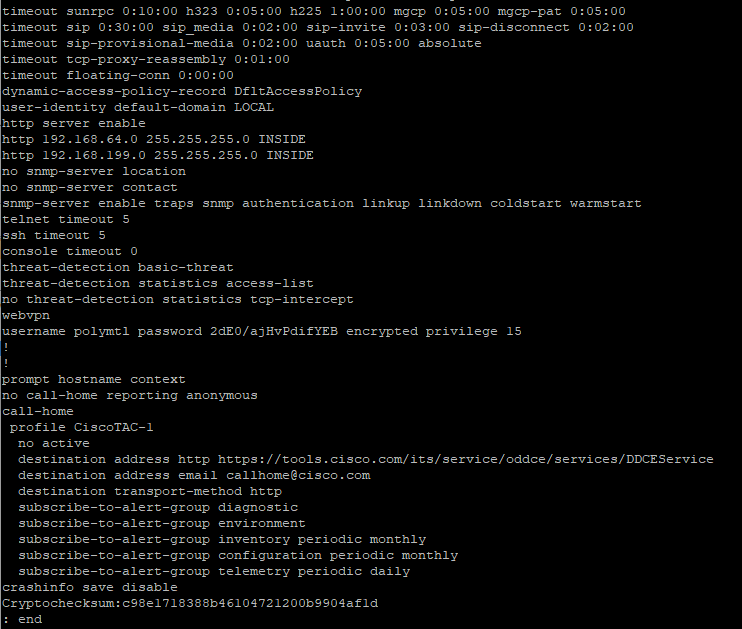 timeout sunrpc 0:10:00 h323 0:05:00 h225 1:00:00 mgcp 0:05:00 mgcp-pat 0:05:00
timeout sip 0:30:00 sip_media 0:02:00 sip-invite 0:03:00 sip-disconnect 0:02:00
timeout sip-provisional-media 0:02:00 uauth 0:05:00 absolute
timeout tcp-proxy-reassembly 0:01:00
timeout floating-conn 0:00:00
dynamic-access-policy-record DfltAccessPolicy
user-identity default-domain LOCAL
http server enable
http 192.168.64.0 255.255.255.0 INSIDE
http 192.168.199.0 255.255.255.0 INSIDE
no snmp-server location
no snmp-server contact
snmp-server enable traps snmp authentication linkup linkdown coldstart warmstart
telnet timeout 5
ssh timeout 5
console timeout 0
threat-detection basic-threat
threat-detection statistics access-list
no threat-detection statistics tcp-intercept
webvpn
username polymtl password 2dE0/ajHvPdifYEB encrypted privilege 15
!
!
prompt hostname context
no call-home reporting anonymous
call-home
 profile CiscoTAC-1
  no active
  destination address http https://tools.cisco.com/its/service/oddce/services/DDCEService
  destination address email callhome@cisco.com
  destination transport-method http
  subscribe-to-alert-group diagnostic
  subscribe-to-alert-group environment
  subscribe-to-alert-group inventory periodic monthly
  subscribe-to-alert-group configuration periodic monthly
  subscribe-to-alert-group telemetry periodic daily
crashinfo save disable
Cryptochecksum:c98e1718388b46104721200b9904af1d
: end